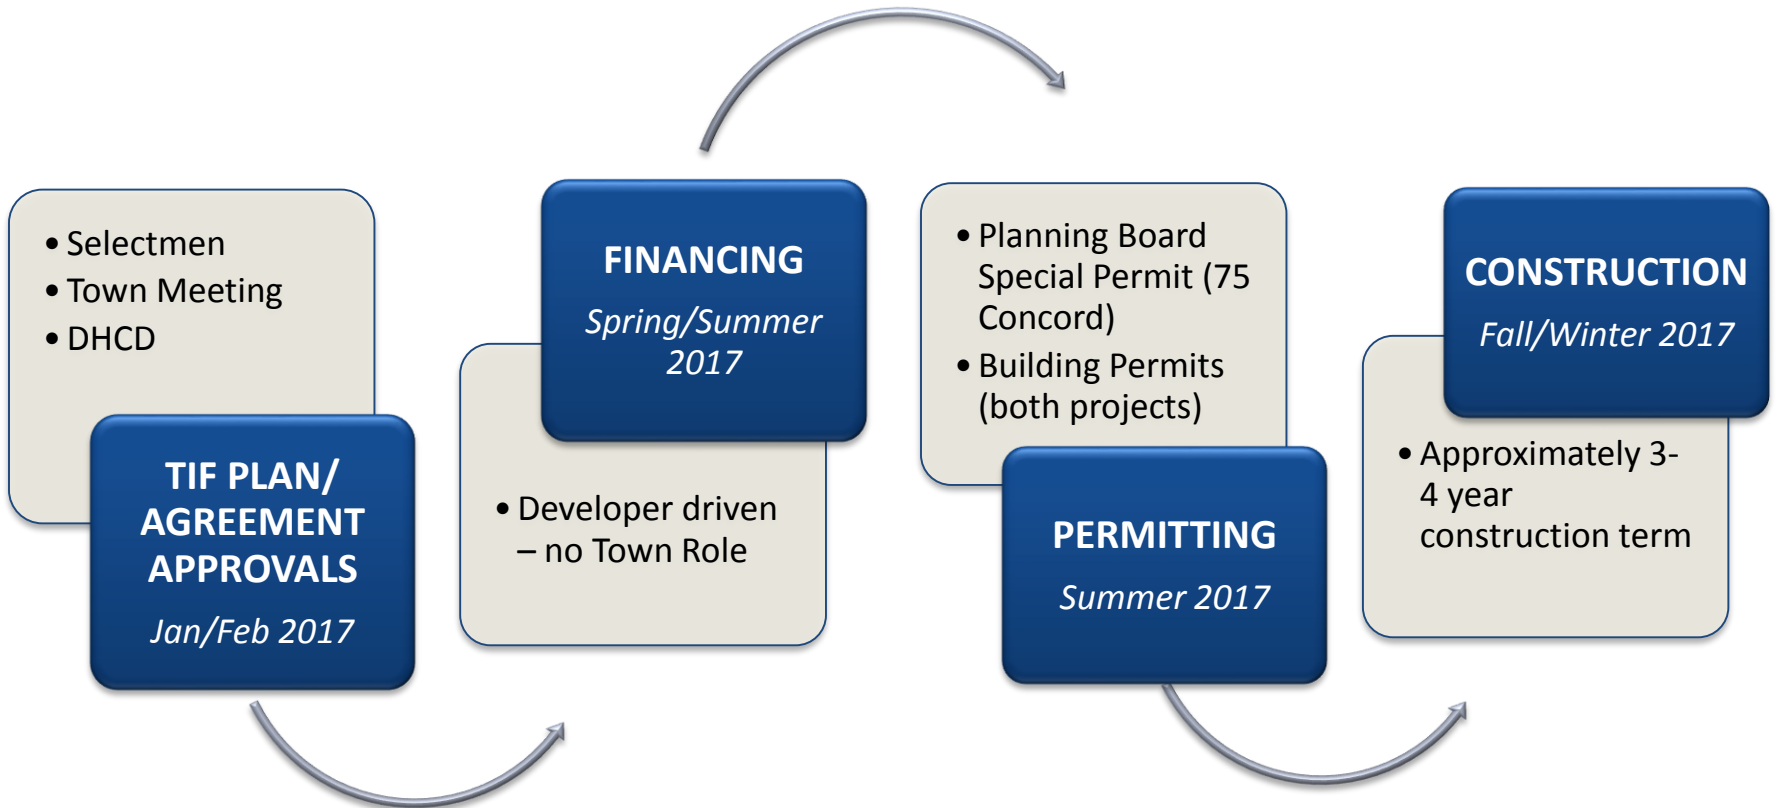 • Selectmen
• Town Meeting
• DHCD
TIF PLAN/
AGREEMENT
APPROVALS
Jan/Feb 2017
FINANCING
Spring/Summer
2017
• Developer driven
– no Town Role
• Planning Board
Special Permit (75
Concord)
• Building Permits
(both projects)
PERMITTING
Summer 2017
CONSTRUCTION
Fall/Winter 2017
• Approximately 3-
4 year
construction term